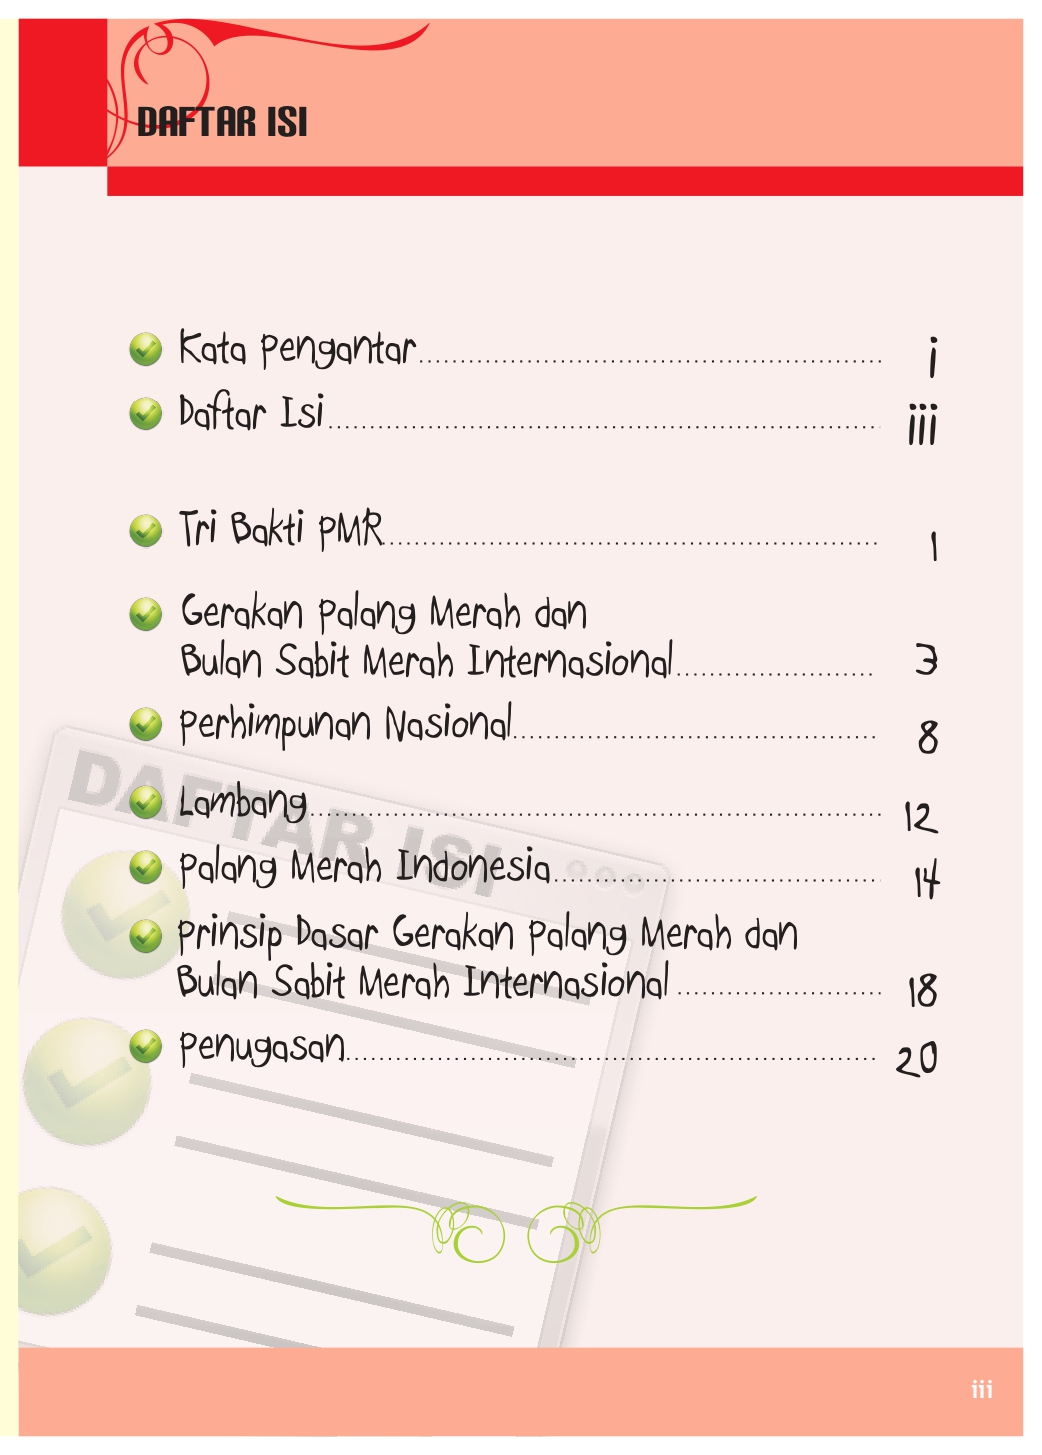 DAFTAR ISI
Kata Pengantar.......................................................... i
Daftar Isi..................................................................... iii
Tri Bakti PMR............................................................. 1
Gerakan Palang Merah dan
Bulan Sabit Merah Internasional........................ 3
Perhimpunan Nasional............................................. 8
Lambang....................................................................... 12
Palang Merah Indonesia......................................... 14
Prinsip Dasar Gerakan Palang Merah dan
Bulan Sabit Merah Internasional ......................... 18
Penugasan.................................................................. 20
DAFTAR ISI
iii